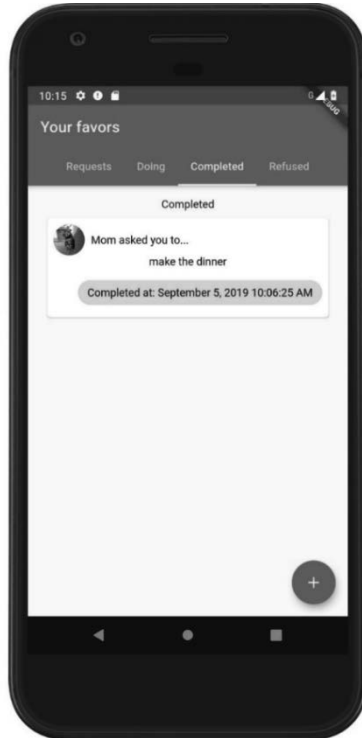 10:15 G
DEBUG
Your favors
Requests Doing Completed Refused
Completed
Mom asked you to...
make the dinner
Completed at: September 5, 2019 10:06:25 AM
+